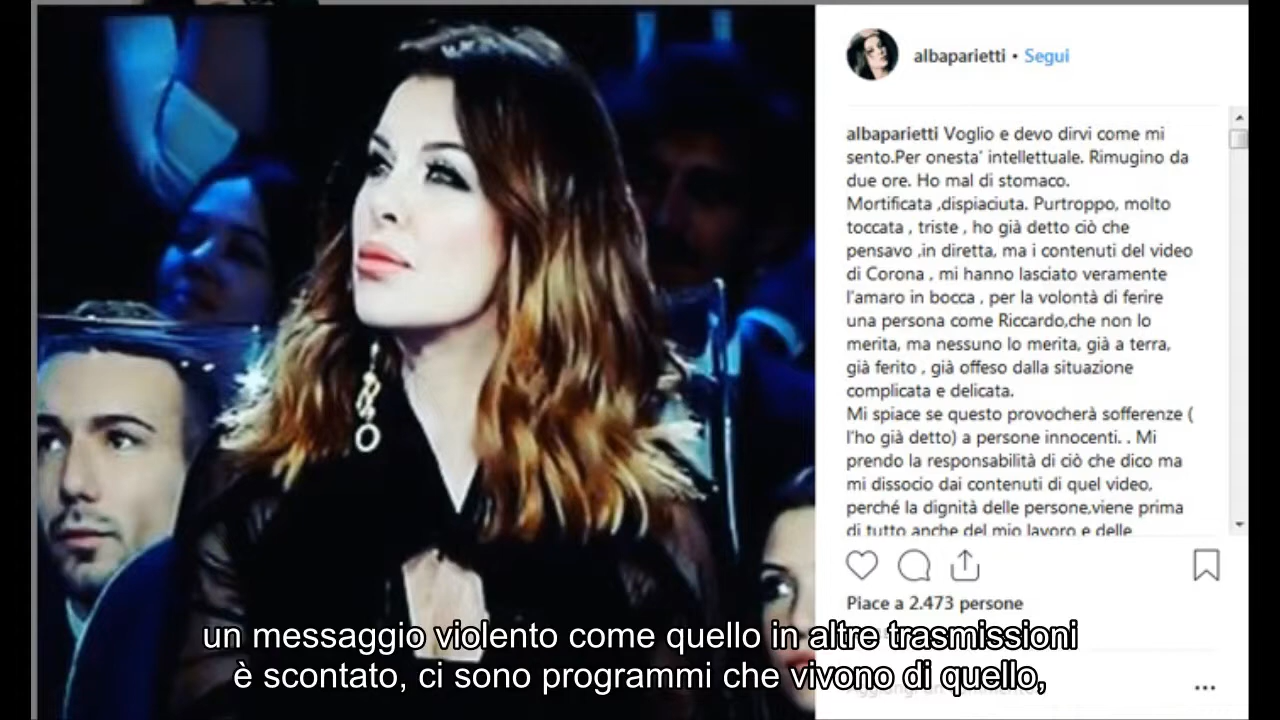 albaparietti • Segui
albaparietti Voglio e devo dirvi come mi
sento.Per onesta' intellettuale. Rimugino da
due ore. Ho mal di stomaco.
Mortificata ,dispiaciuta. Purtroppo, molto
toccata , triste , ho già detto ciò che
pensavo ,in diretta, ma i contenuti del video
di Corona , mi hanno lasciato veramente
l'amaro in bocca , per la volontà di ferire
una persona come Riccardo,che non lo
merita, ma nessuno lo merita, già a terra,
già ferito , già offeso dalla situazione
complicata e delicata.
Mi spiace se questo provocherà sofferenze (
l'ho già detto) a persone innocenti. . Mi
prendo la responsabilità di ciò che dico ma
mi dissocio dai contenuti di quel video,
perché la dignità delle persone,viene prima
di tutto anche del mio lavoro e delle
Piace a 2.473 persone
un messaggio violento come quello in altre trasmissioni
è scontato, ci sono programmi che vivono di quello,